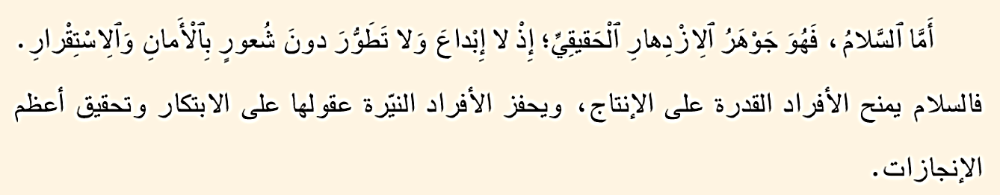 أَمَّا ٱلسَّلامُ، فَهُوَ جَوْهَرُ ٱلِازْدِهارِ ٱلْحَقيقِيِّ؛ إِذْ لا إِبْداعَ وَلا تَطَوُّرَ دونَ شُعورٍ بِٱلْأَمانِ وَٱلِاسْتِقْرارِ.
فالسلام يمنح الأفراد القدرة على الإنتاج، ويحفز الأفراد النيّرة عقولها على الابتكار وتحقيق أعظم
الإنجازات.